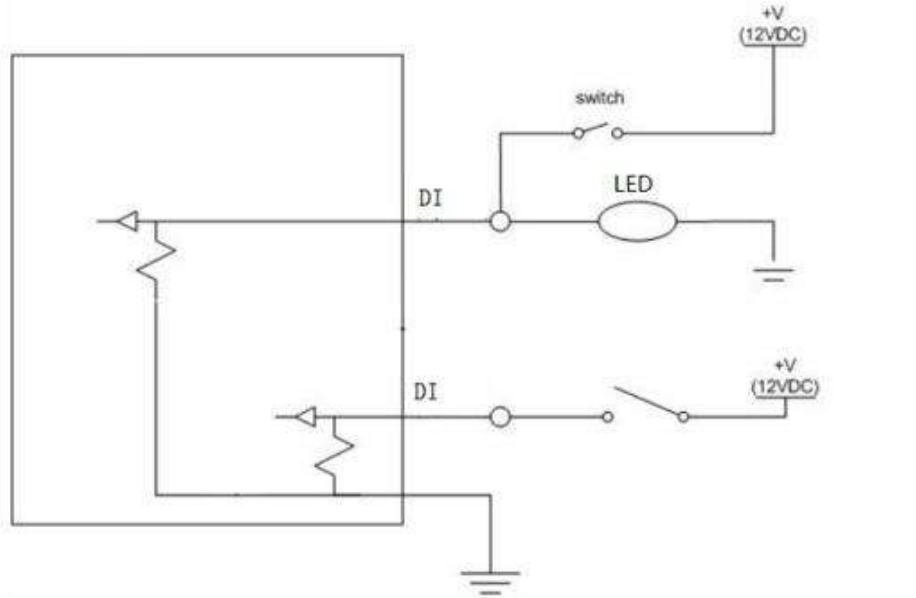 +V
(12VDC)
switch
LED
DI
+V
(12VDC)
DI